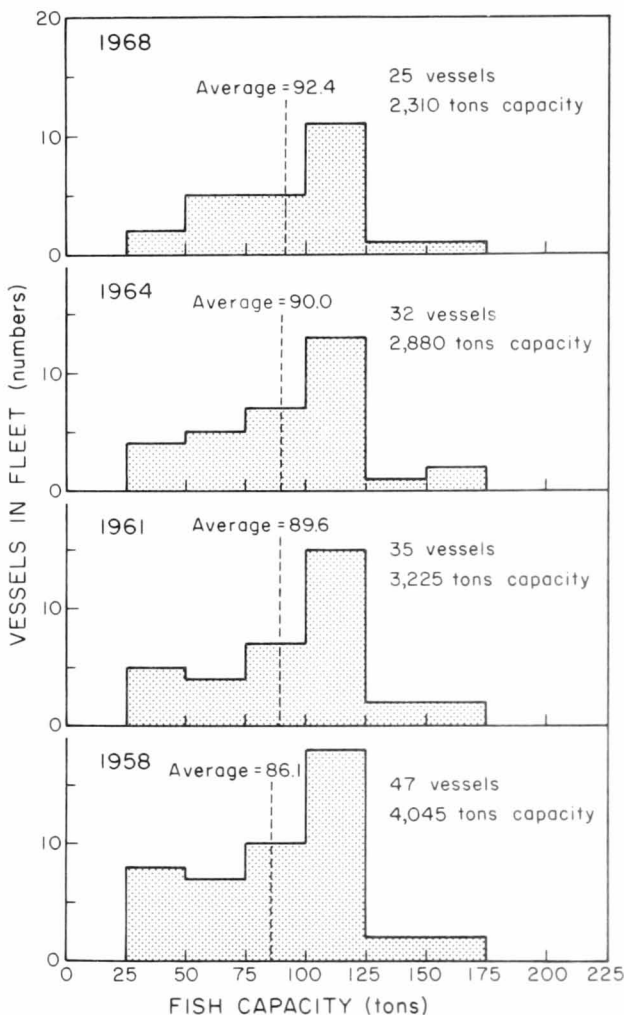 VESSELS IN FLEET (numbers)
20
10
0
1968
Average = 92.4
25 vessels
2,310 tons capacity
10
0
1964
Average = 90.0
32 vessels
2,880 tons capacity
10
0
1961
Average = 89.6
35 vessels
3,225 tons capacity
10
0
1958
Average = 86.1
47 vessels
4,045 tons capacity
0 25 50 75 100 125 150 175 200 225
FISH CAPACITY (tons)